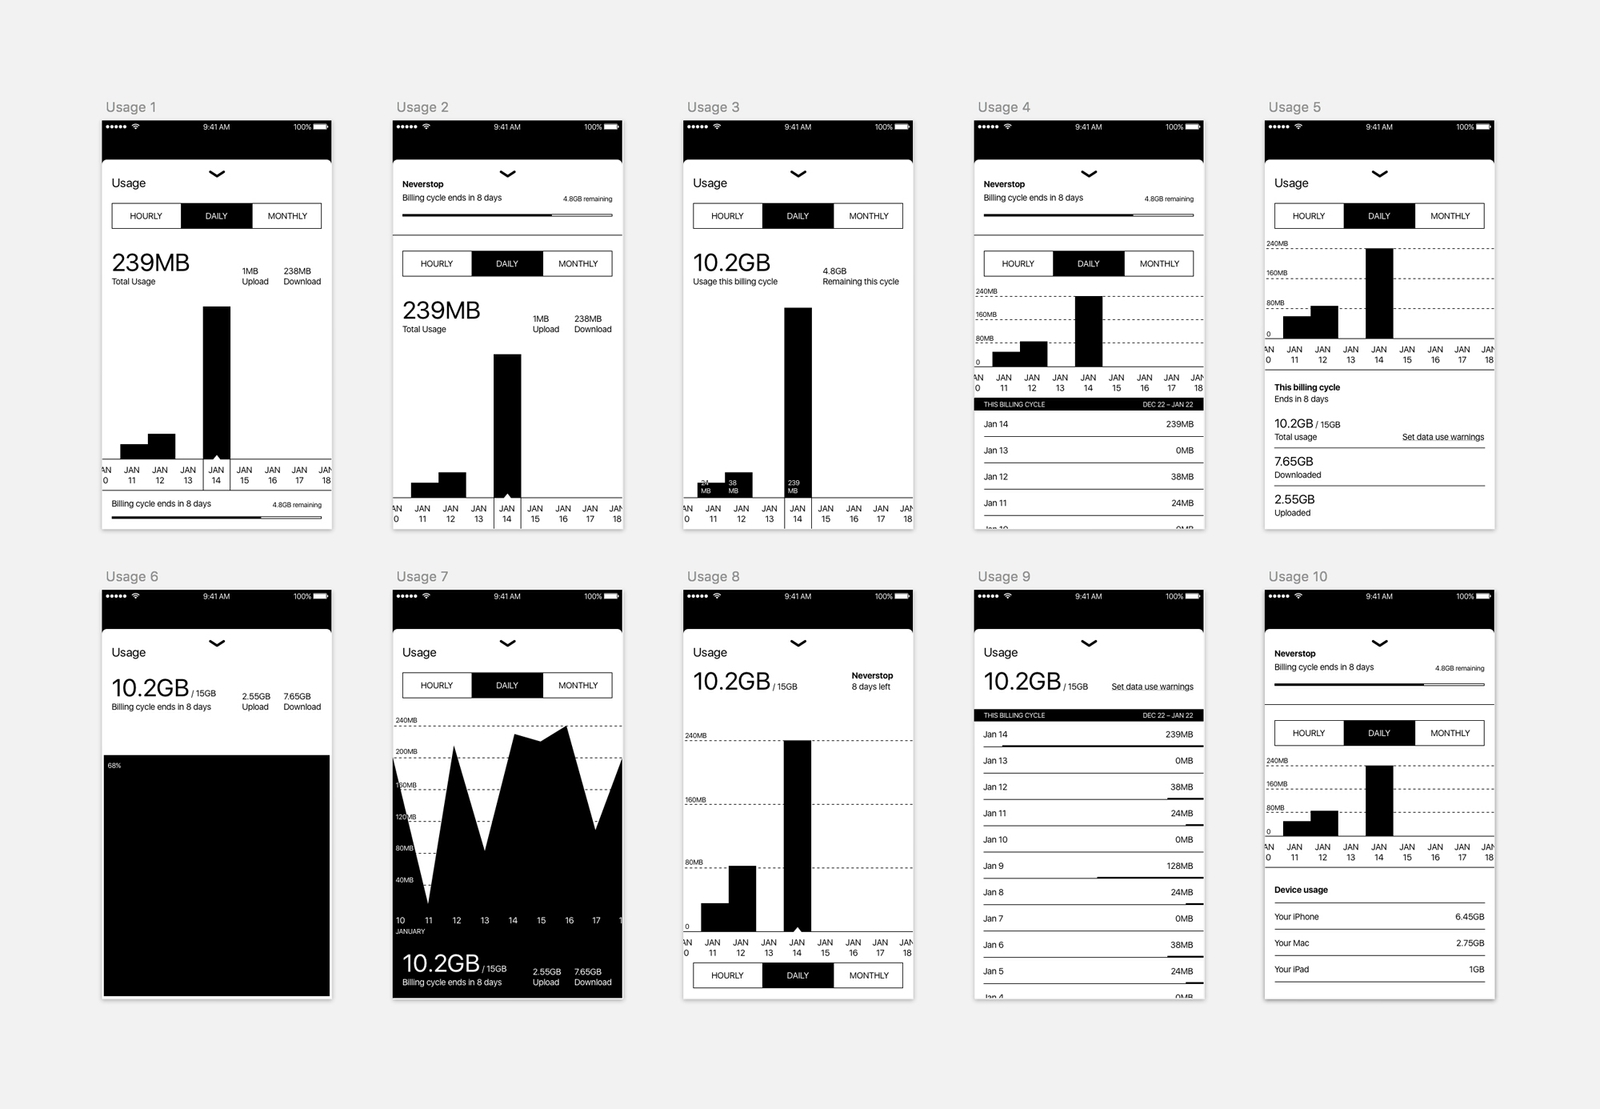 Usage 1
9:41 AM
100%
Usage
HOURLY DAILY MONTHLY
239MB
Total Usage
1MB
Upload
238MB
Download
AN JAN JAN JAN JAN JAN JAN JAN JAN
0 11 12 13 14 15 16 17 18
Billing cycle ends in 8 days
4.8GB remaining
Usage 2
9:41 AM
100%
Neverstop
Billing cycle ends in 8 days
4.8GB remaining
HOURLY DAILY MONTHLY
239MB
Total Usage
1MB
Upload
238MB
Download
AN JAN JAN JAN JAN JAN JAN JAN JAN
0 11 12 13 14 15 16 17 18
Usage 3
9:41 AM
100%
Usage
HOURLY DAILY MONTHLY
10.2GB
Usage this billing cycle
4.8GB
Remaining this cycle
24
MB
38
MB
239
MB
AN JAN JAN JAN JAN JAN JAN JAN JAN
0 11 12 13 14 15 16 17 18
Usage 4
9:41 AM
100%
Neverstop
Billing cycle ends in 8 days
4.8GB remaining
HOURLY DAILY MONTHLY
240MB
160MB
80MB
0
AN JAN JAN JAN JAN JAN JAN JAN JAN
0 11 12 13 14 15 16 17 18
THIS BILLING CYCLE DEC 22 – JAN 22
Jan 14 239MB
Jan 13 0MB
Jan 12 38MB
Jan 11 24MB
Jan 10 0MB
Usage 5
9:41 AM
100%
Usage
HOURLY DAILY MONTHLY
240MB
160MB
80MB
0
AN JAN JAN JAN JAN JAN JAN JAN JAN
0 11 12 13 14 15 16 17 18
This billing cycle
Ends in 8 days
10.2GB / 15GB
Total usage
Set data use warnings
7.65GB
Downloaded
2.55GB
Uploaded
Usage 6
9:41 AM
100%
Usage
10.2GB / 15GB
Billing cycle ends in 8 days
2.55GB
Upload
7.65GB
Download
68%
Usage 7
9:41 AM
100%
Usage
HOURLY DAILY MONTHLY
240MB
200MB
160MB
120MB
80MB
40MB
10 11 12 13 14 15 16 17 1
JANUARY
10.2GB / 15GB
Billing cycle ends in 8 days
2.55GB
Upload
7.65GB
Download
Usage 8
9:41 AM
100%
Usage
10.2GB / 15GB
Neverstop
8 days left
240MB
160MB
80MB
0
AN JAN JAN JAN JAN JAN JAN JAN JAN
0 11 12 13 14 15 16 17 18
HOURLY DAILY MONTHLY
Usage 9
9:41 AM
100%
Usage
10.2GB / 15GB
Set data use warnings
THIS BILLING CYCLE DEC 22 – JAN 22
Jan 14 239MB
Jan 13 0MB
Jan 12 38MB
Jan 11 24MB
Jan 10 0MB
Jan 9 128MB
Jan 8 24MB
Jan 7 0MB
Jan 6 38MB
Jan 5 24MB
Jan 4 0MB
Usage 10
9:41 AM
100%
Neverstop
Billing cycle ends in 8 days
4.8GB remaining
HOURLY DAILY MONTHLY
240MB
160MB
80MB
0
AN JAN JAN JAN JAN JAN JAN JAN JAN
0 11 12 13 14 15 16 17 18
Device usage
Your iPhone 6.45GB
Your Mac 2.75GB
Your iPad 1GB